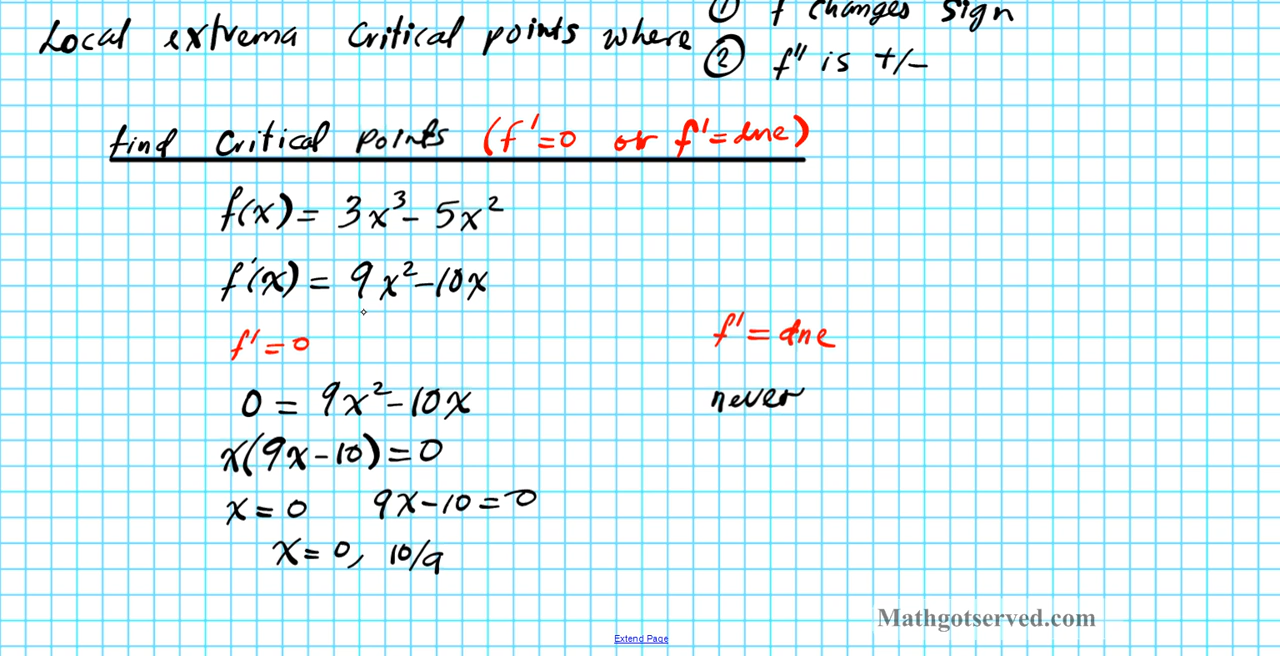 ① f changes sign
Local extrema Critical points where ② f'' is +/-
find Critical Points (f'=0 or f'=dne)
f(x) = 3x³- 5x²
f'(x) = 9x²-10x
f'=0
f'=dne
0 = 9x²-10x
never
x(9x-10)=0
x=0 9x-10=0
x=0, 10/9
Mathgotserved.com
Extend Page